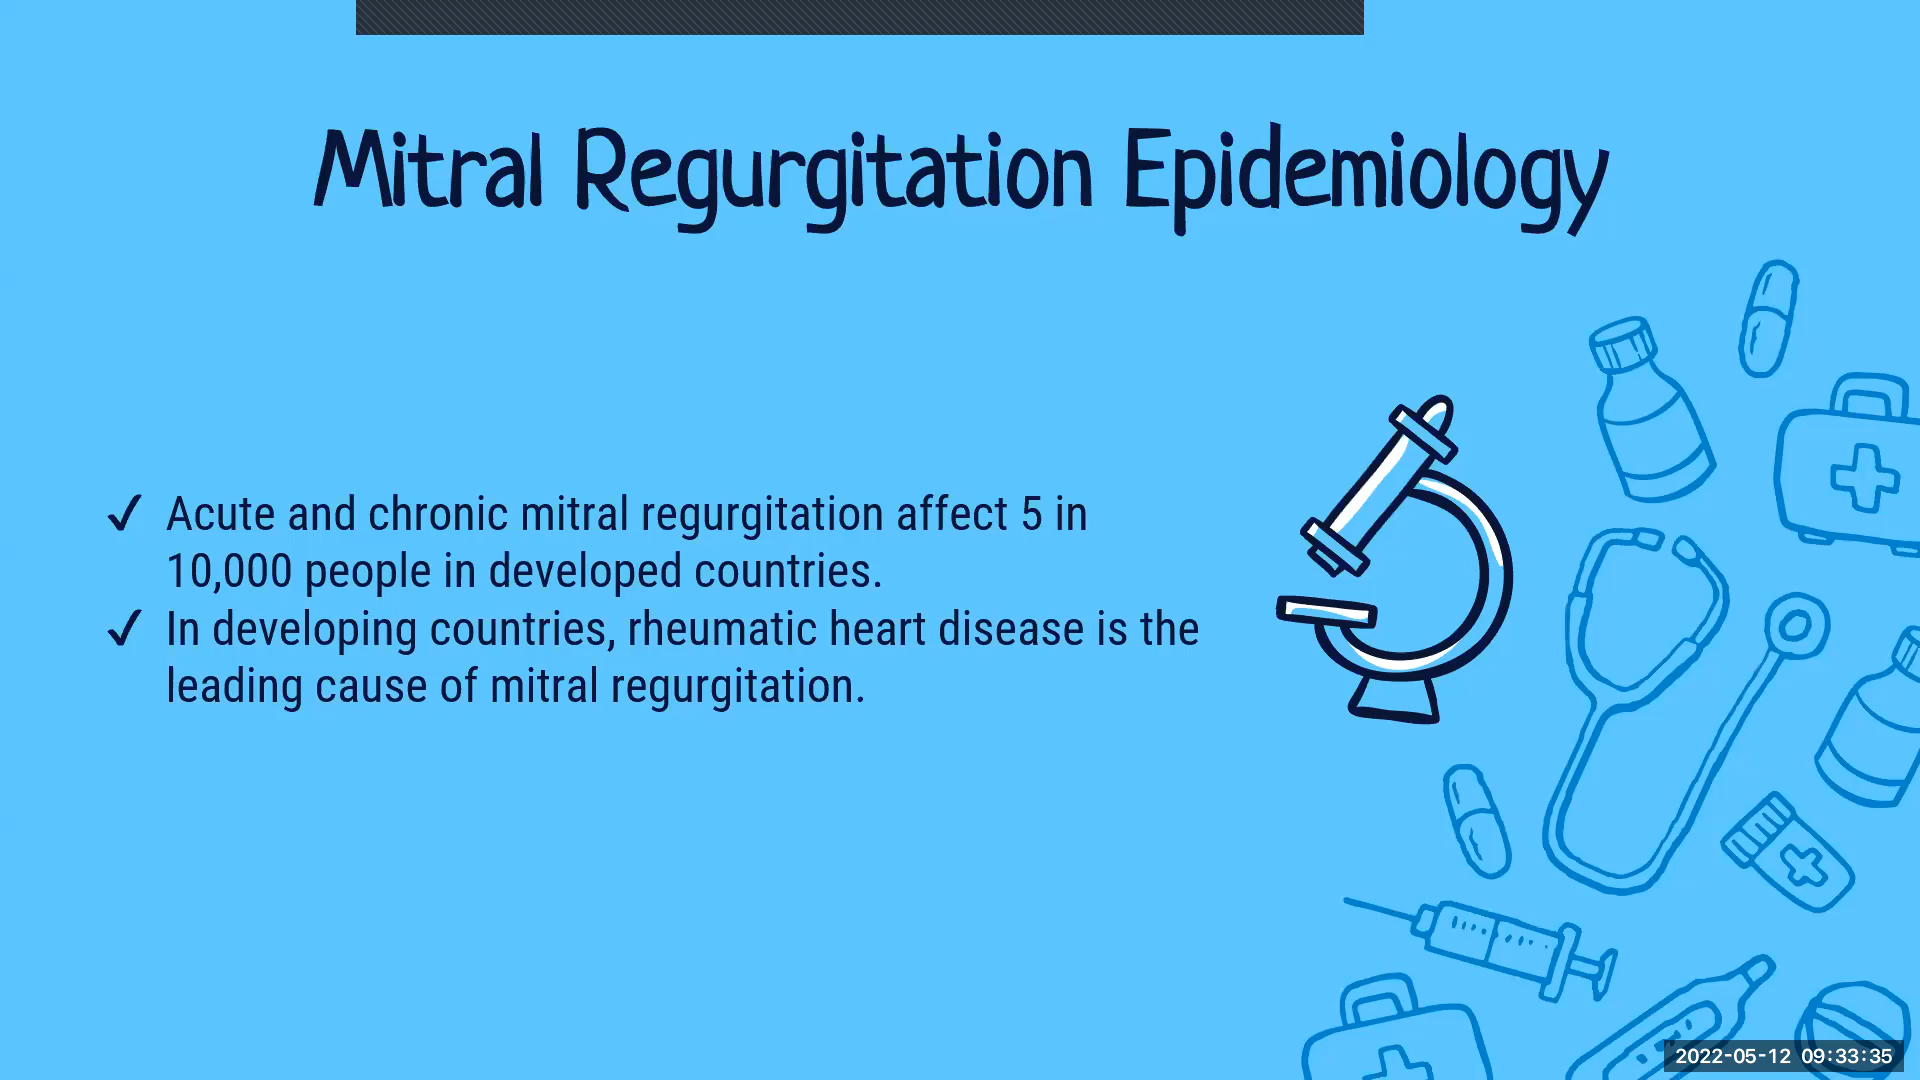 Mitral Regurgitation Epidemiology
✓ Acute and chronic mitral regurgitation affect 5 in
10,000 people in developed countries.
✓ In developing countries, rheumatic heart disease is the
leading cause of mitral regurgitation.
2022-05-12 09:33:35